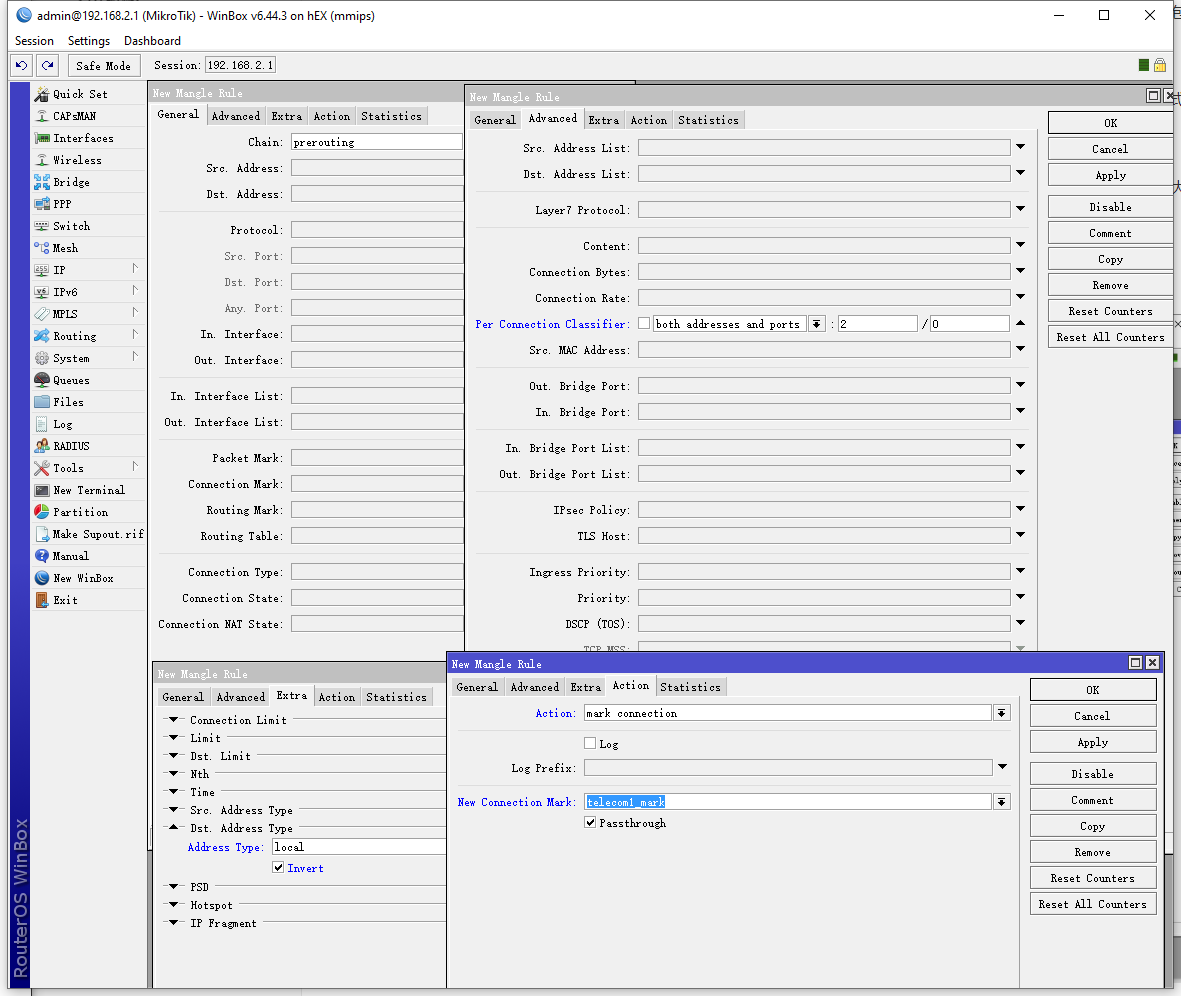 admin@192.168.2.1 (MikroTik) - WinBox v6.44.3 on hEX (mmips)
Session Settings Dashboard
Safe Mode Session: 192.168.2.1
Quick Set
CAPsMAN
Interfaces
Wireless
Bridge
PPP
Switch
Mesh
IP
IPv6
MPLS
Routing
System
Queues
Files
Log
RADIUS
Tools
New Terminal
Partition
Make Supout.rif
Manual
New WinBox
Exit
RouterOS WinBox
New Mangle Rule
General Advanced Extra Action Statistics
Chain: prerouting
Src. Address:
Dst. Address:
Protocol:
Src. Port:
Dst. Port:
Any. Port:
In. Interface:
Out. Interface:
In. Interface List:
Out. Interface List:
Packet Mark:
Connection Mark:
Routing Mark:
Routing Table:
Connection Type:
Connection State:
Connection NAT State:
New Mangle Rule
General Advanced Extra Action Statistics
Src. Address List:
Dst. Address List:
Layer7 Protocol:
Content:
Connection Bytes:
Connection Rate:
Per Connection Classifier: both addresses and ports : 2 / 0
Src. MAC Address:
Out. Bridge Port:
In. Bridge Port:
In. Bridge Port List:
Out. Bridge Port List:
IPsec Policy:
TLS Host:
Ingress Priority:
Priority:
DSCP (TOS):
TCP MSS:
OK
Cancel
Apply
Disable
Comment
Copy
Remove
Reset Counters
Reset All Counters
New Mangle Rule
General Advanced Extra Action Statistics
Connection Limit
Limit
Dst. Limit
Nth
Time
Src. Address Type
Dst. Address Type
Address Type: local
Invert
PSD
Hotspot
IP Fragment
New Mangle Rule
General Advanced Extra Action Statistics
Action: mark connection
Log
Log Prefix:
New Connection Mark: telecom1_mark
Passthrough
OK
Cancel
Apply
Disable
Comment
Copy
Remove
Reset Counters
Reset All Counters